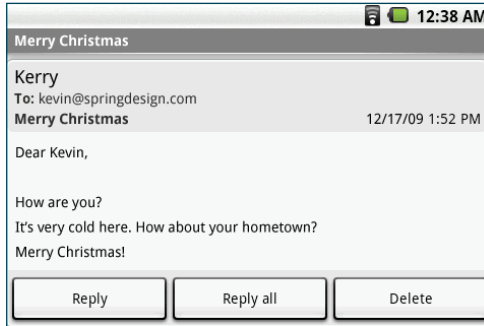 12:38 AM
Merry Christmas
Kerry
To: kevin@springdesign.com
Merry Christmas 12/17/09 1:52 PM
Dear Kevin,
How are you?
It's very cold here. How about your hometown?
Merry Christmas!
Reply Reply all Delete